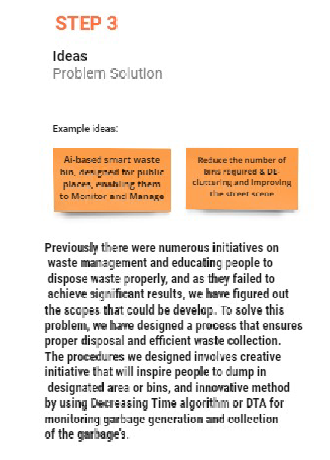 STEP 3
Ideas
Problem Solution
Example ideas:
Ai-based smart waste
bin, designed for public
places, enabling them
to Monitor and Manage
Reduce the number of
bins required & DE
cluttering and Improving
the street scene
Previously there were numerous initiatives on
waste management and educating people to
dispose waste properly, and as they failed to
achieve significant results, we have figured out
the scopes that could be develop. To solve this
problem, we have designed a process that ensures
proper disposal and efficient waste collection.
The procedures we designed involves creative
initiative that will inspire people to dump in
designated area or bins, and innovative method
by using Decreasing Time algorithm or DTA for
monitoring garbage generation and collection
of the garbage's.